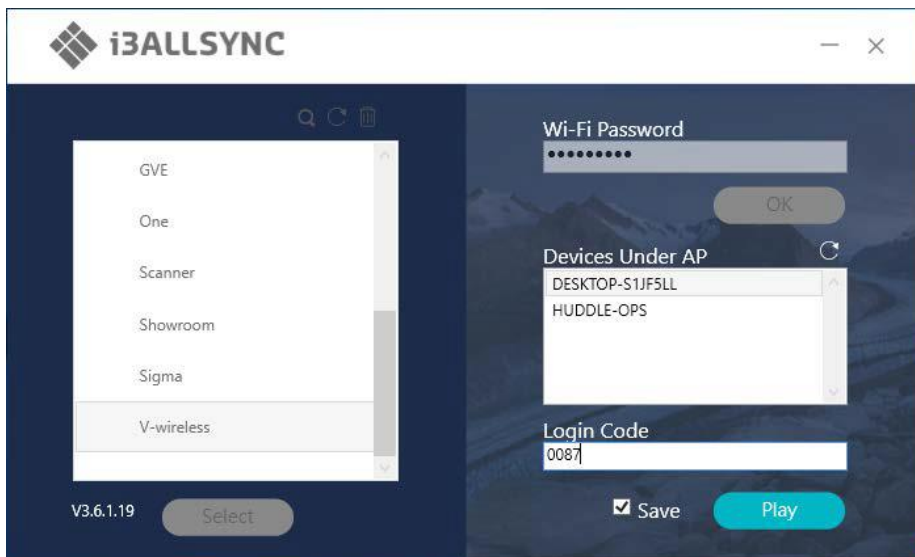 i3ALLSYNC
GVE
One
Scanner
Showroom
Sigma
V-wireless
V3.6.1.19
Select
Wi-Fi Password
•••••••••
OK
Devices Under AP
DESKTOP-S1JF5LL
HUDDLE-OPS
Login Code
0087
Save
Play